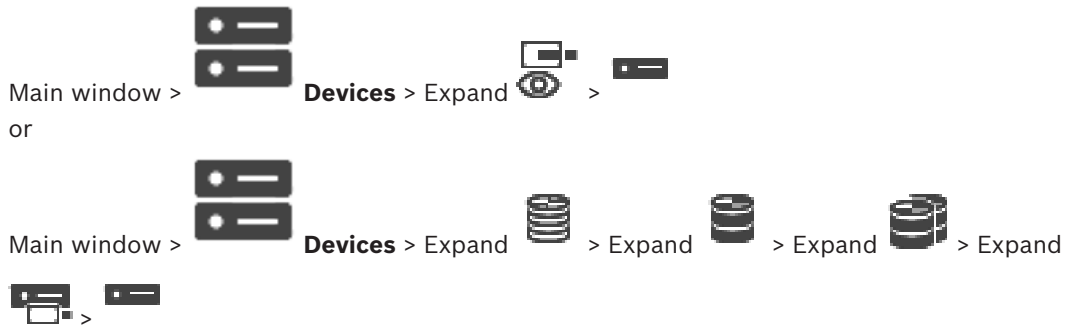 Main window > Devices > Expand >
or
Main window > Devices > Expand > Expand > Expand > Expand
>